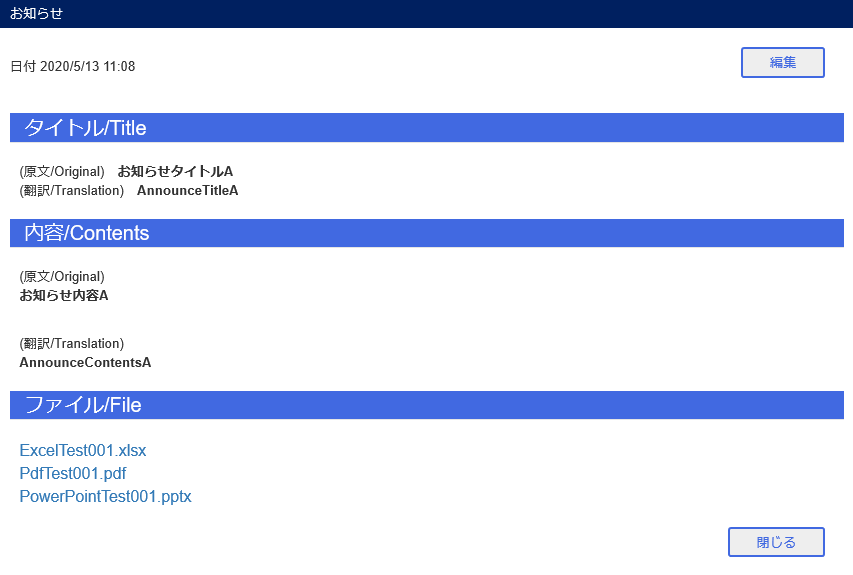 お知らせ
日付 2020/5/13 11:08
編集
タイトル/Title
(原文/Original) お知らせタイトルA
(翻訳/Translation) AnnounceTitleA
内容/Contents
(原文/Original)
お知らせ内容A
(翻訳/Translation)
AnnounceContentsA
ファイル/File
ExcelTest001.xlsx
PdfTest001.pdf
PowerPointTest001.pptx
閉じる